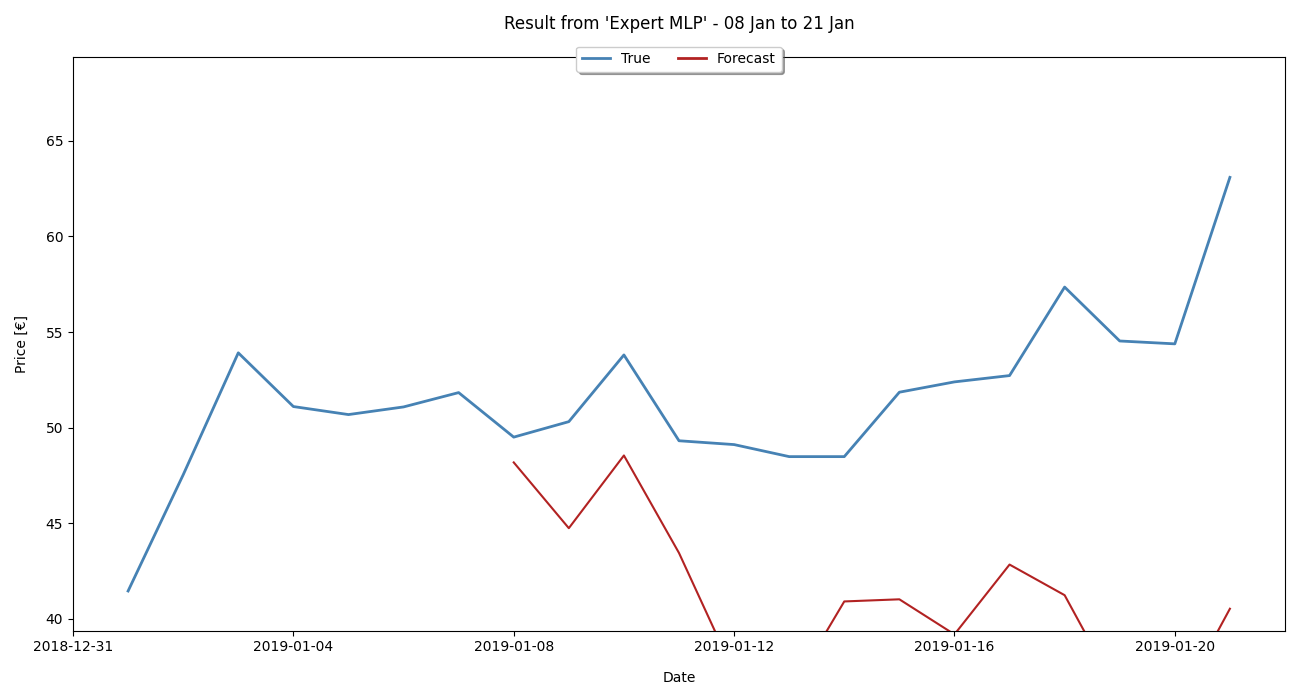 Result from 'Expert MLP' - 08 Jan to 21 Jan
True Forecast
65
60
55
50
45
40
Price [€]
2018-12-31 2019-01-04 2019-01-08 2019-01-12 2019-01-16 2019-01-20
Date